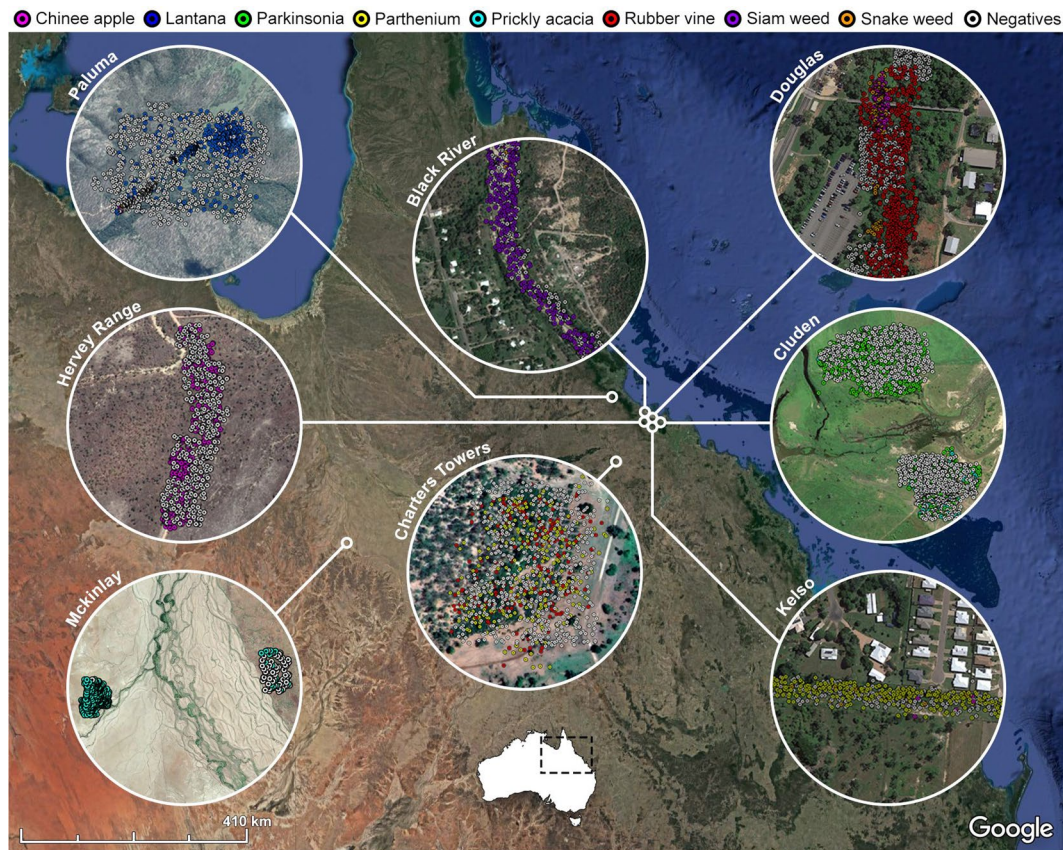 Chinee apple Lantana Parkinsonia Parthenium Prickly acacia Rubber vine Siam weed Snake weed Negatives
Paluma
Black River
Douglas
Hervey Range
Cluden
Charters Towers
Mckinlay
Kelso
410 km
Google